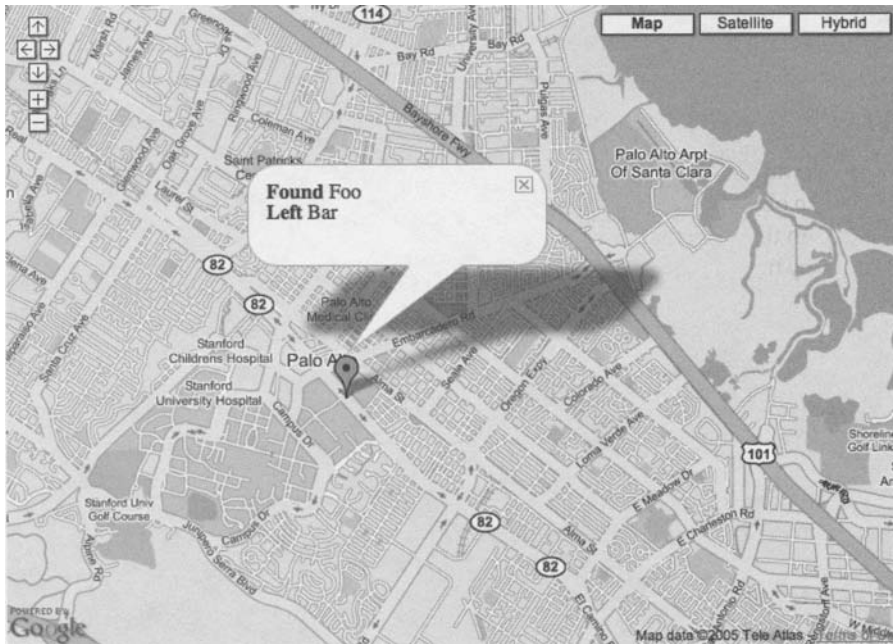 114
Map
Satellite
Hybrid
Greenow
Marsh Rd
James Ave
Ringwood Ave
Bay Rd
University Ave
Pulgas Ave
Bayshore Fwy
Glenwood Ave
Oak Grove Ave
Coleman Ave
Saint Patricks
Laurel St
Palo Alto Arpt
Of Santa Clara
Found Foo
Left Bar
82
82
Palo Alto
Embarcadero Rd
Santa Cruz Ave
Stanford
Childrens Hospital
Stanford
University Hospital
Alma St
Seale Ave
Oregon Expy
Colorado Ave
Loma Verde Ave
Campus Dr
101
Shoreline
Golf Link
E Meadow Dr
E Charleston Rd
Stanford Univ
Golf Course
Campus Dr
Junipero Serra Blvd
Alpine Rd
82
Alma St
82
El Camino
POWERED BY
Google
Map data ©2005 Tele Atlas